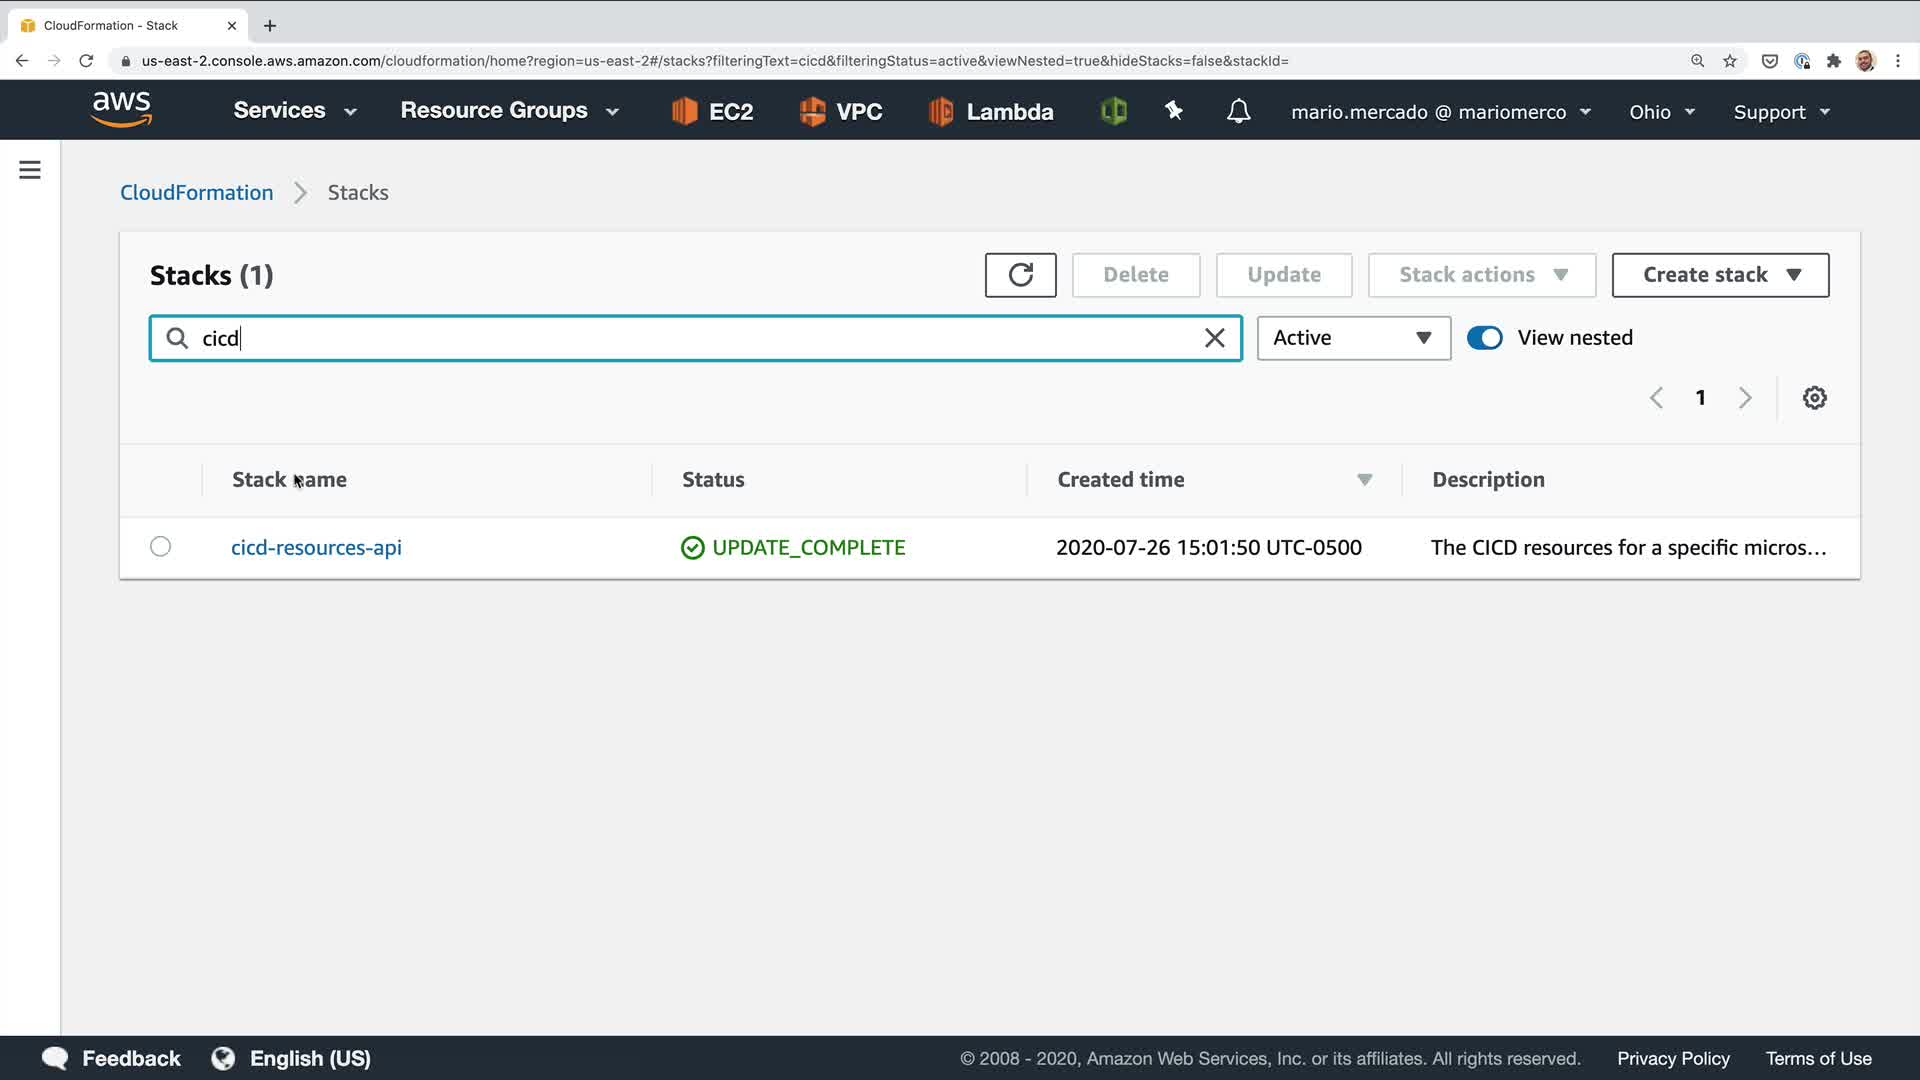 CloudFormation - Stack
us-east-2.console.aws.amazon.com/cloudformation/home?region=us-east-2#/stacks?filteringText=cicd&filteringStatus=active&viewNested=true&hideStacks=false&stackId=
aws Services Resource Groups EC2 VPC Lambda mario.mercado @ mariomerco Ohio Support
CloudFormation Stacks
Stacks (1) Delete Update Stack actions Create stack
cicd Active View nested
1
Stack name Status Created time Description
cicd-resources-api UPDATE_COMPLETE 2020-07-26 15:01:50 UTC-0500 The CICD resources for a specific micros...
Feedback English (US) © 2008 - 2020, Amazon Web Services, Inc. or its affiliates. All rights reserved. Privacy Policy Terms of Use